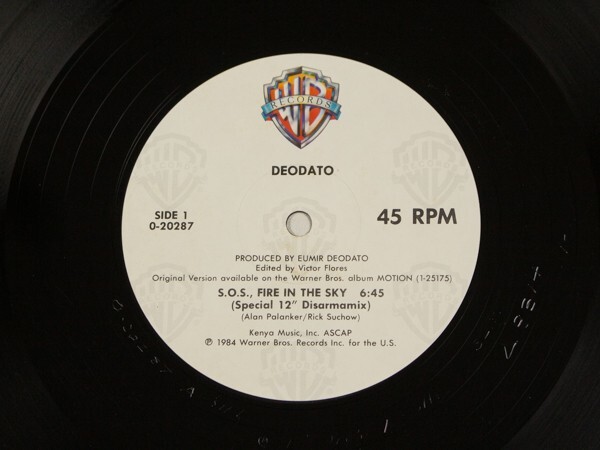 WB
RECORDS
DEODATO
SIDE 1
0-20287
45 RPM
PRODUCED BY EUMIR DEODATO
Edited by Victor Flores
Original Version available on the Warner Bros. album MOTION (1-25175)
S.O.S., FIRE IN THE SKY 6:45
(Special 12" Disarmamix)
(Alan Palanker/Rick Suchow)
Kenya Music, Inc. ASCAP
℗ 1984 Warner Bros. Records Inc. for the U.S.